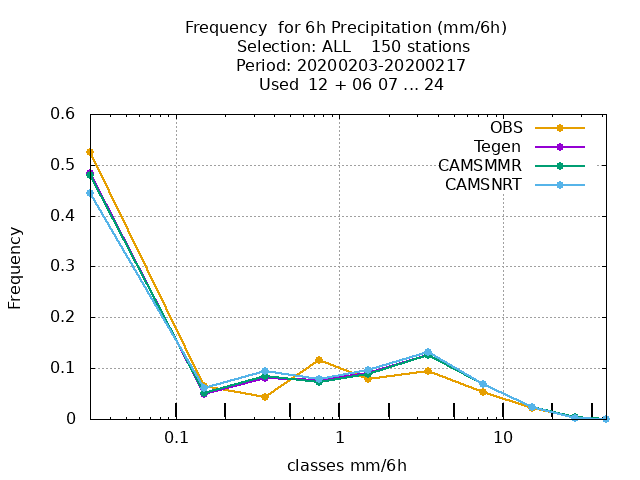 Frequency  for 6h Precipitation (mm/6h)
Selection: ALL    150 stations
Period: 20200203-20200217
Used  12 + 06 07 ... 24
0.6
0.5
0.4
0.3
0.2
0.1
0
Frequency
OBS
Tegen
CAMSMMR
CAMSNRT
0.1 1 10
classes mm/6h